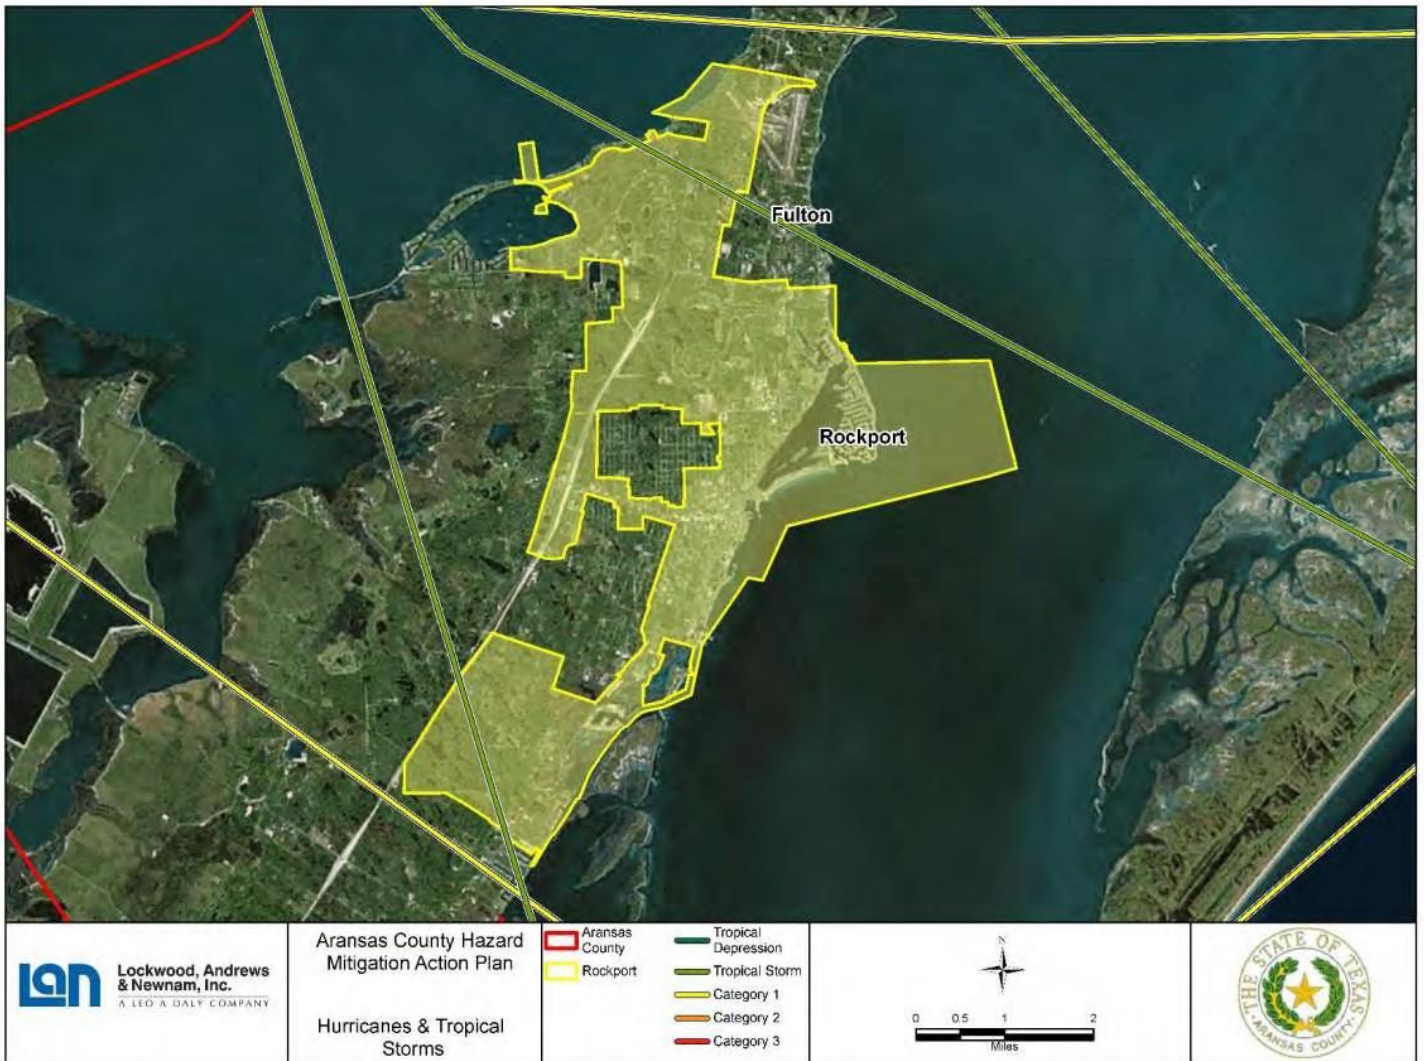 Fulton
Rockport
LAN
Lockwood, Andrews
& Newnam, Inc.
A LEO A DALY COMPANY
Aransas County Hazard
Mitigation Action Plan
Hurricanes & Tropical
Storms
Aransas
County
Rockport
Tropical
Depression
Tropical Storm
Category 1
Category 2
Category 3
N
0 0.5 1 2
Miles
THE STATE OF TEXAS
ARANSAS COUNTY